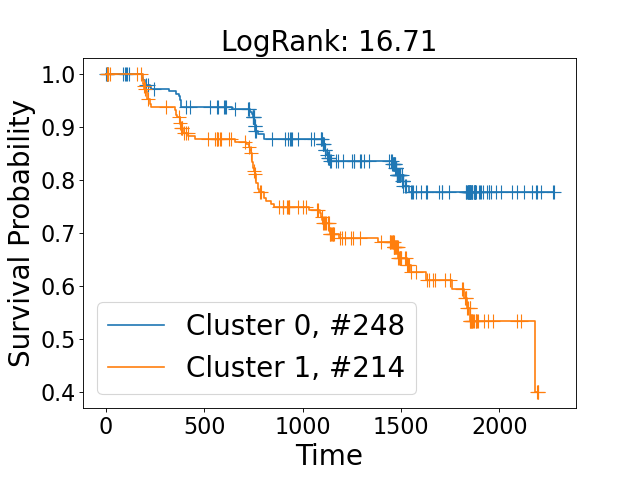 LogRank: 16.71
Survival Probability
1.0
0.9
0.8
0.7
0.6
0.5
0.4
Cluster 0, #248
Cluster 1, #214
0 500 1000 1500 2000
Time